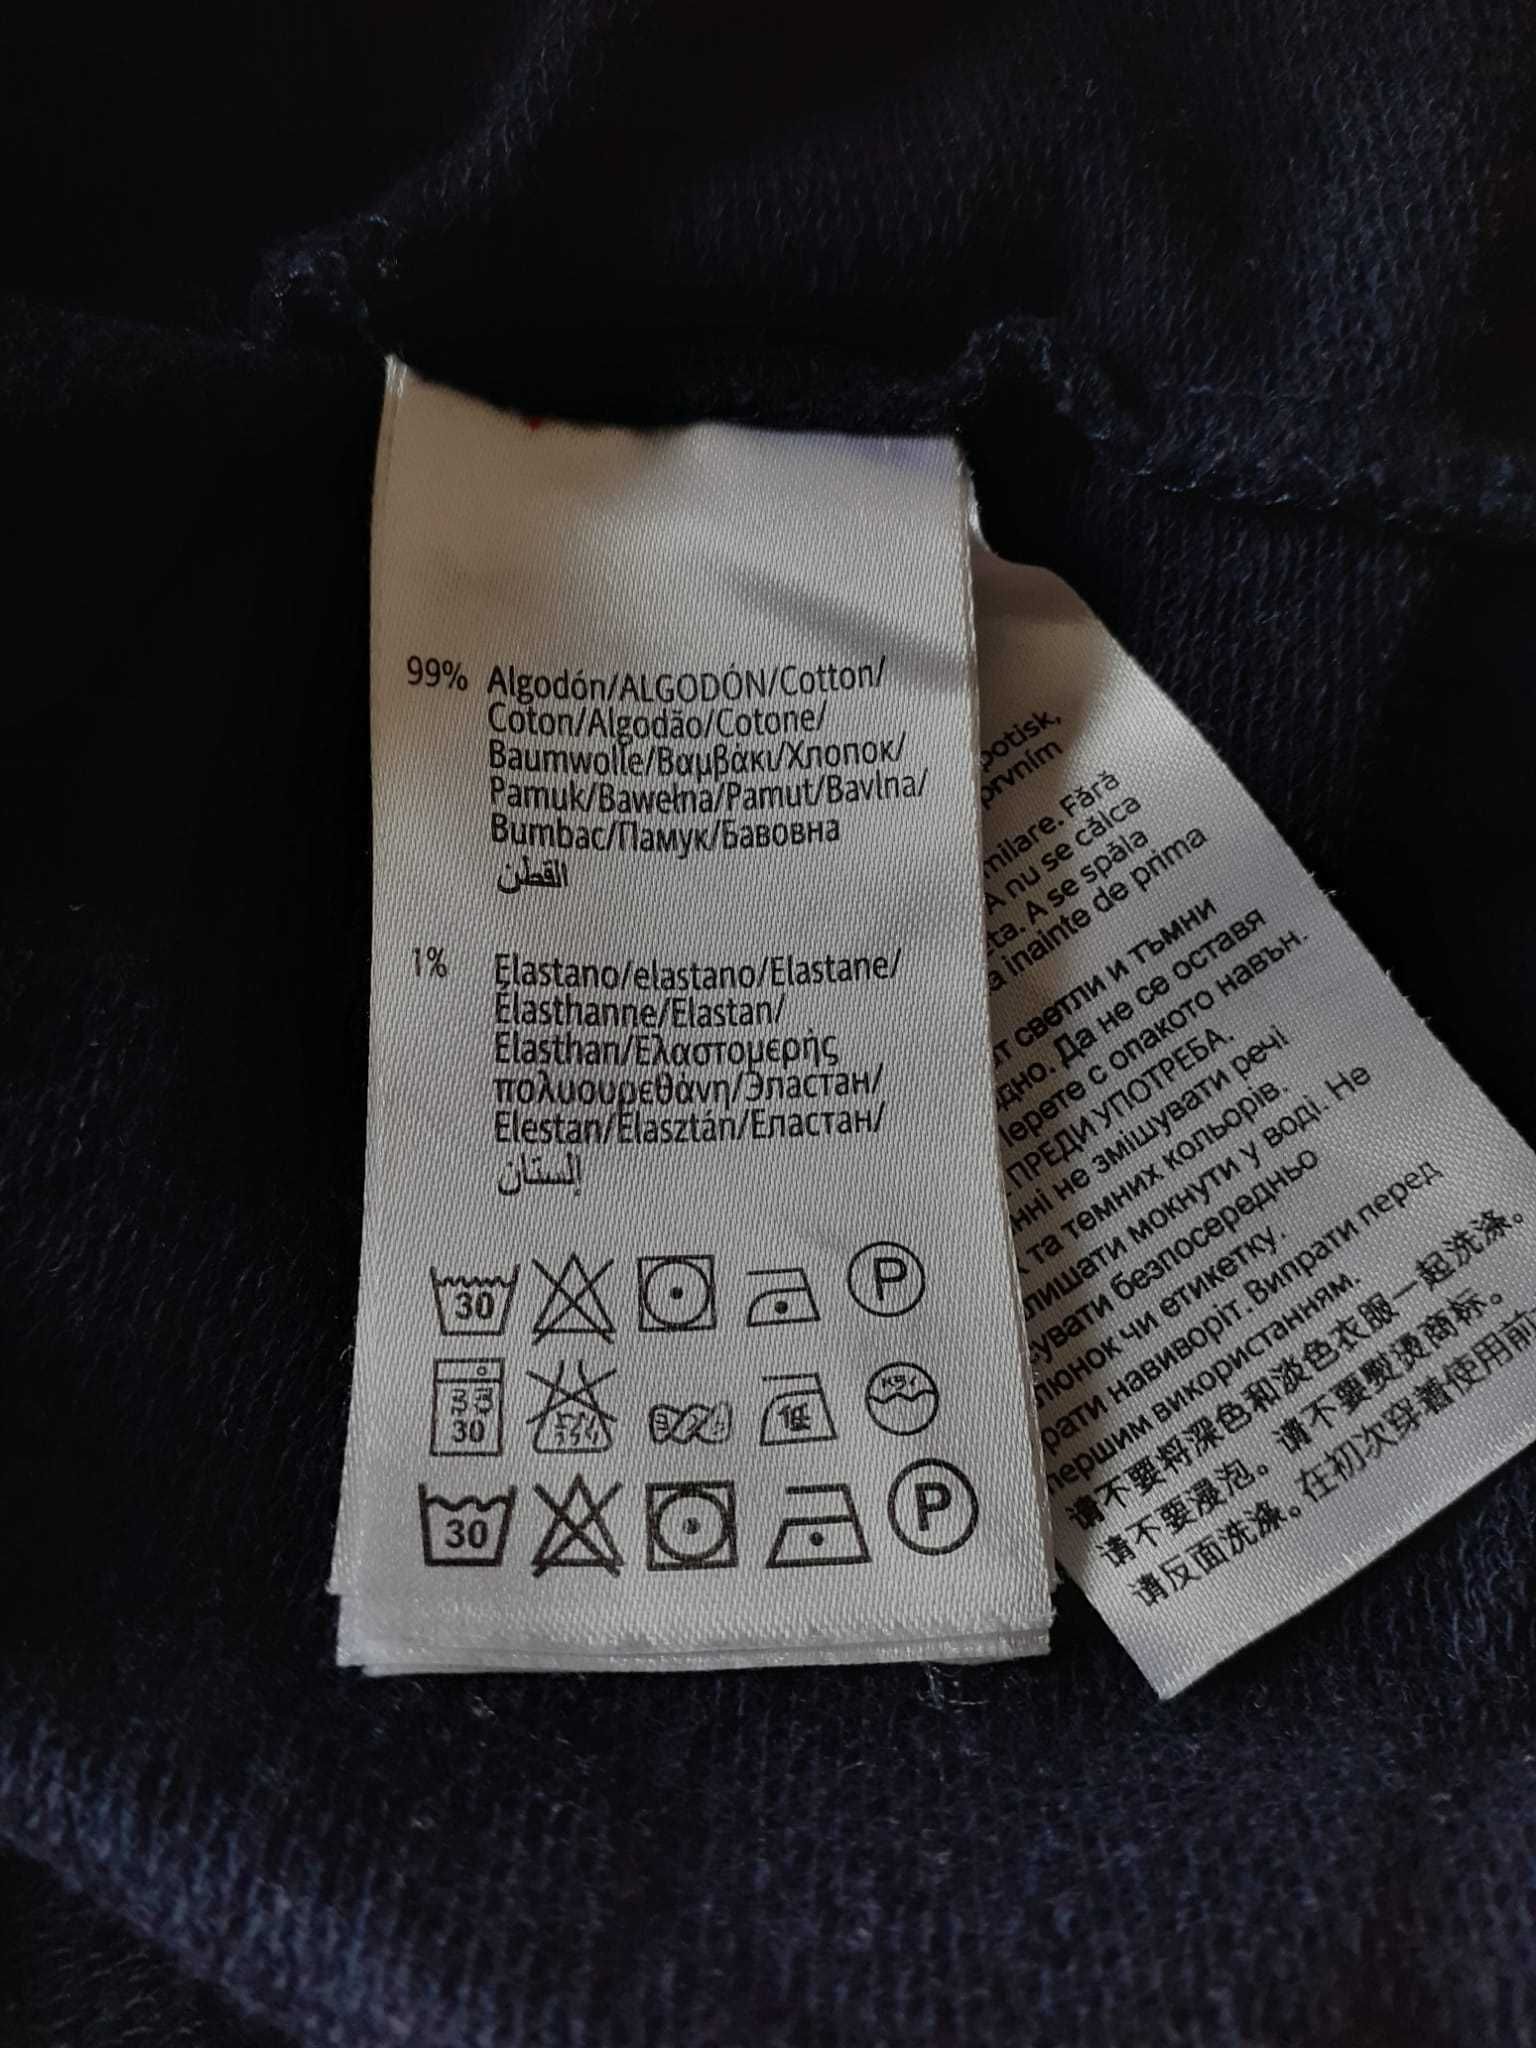 99% Algodón/ALGODÓN/Cotton/
Coton/Algodão/Cotone/
Baumwolle/Βαμβάκι/Хлопок/
Pamuk/Bawełna/Pamut/Bavlna/
Bumbac/Памук/Бавовна
القطن
1% Elastano/elastano/Elastane/
Élasthanne/Elastan/
Elasthan/Ελαστομερής
πολυουρεθάνη/Эластан/
Elestan/Elasztán/Еластан/
إلستان
30 P
30
30 P
potisk,
prvním
milare. Fără
A nu se călca
ta. A se spăla
a înainte de prima
от светли и тъмни
дно. Да не се оставя
перете с опакото навън.
ПРЕДИ УПОТРЕБА.
нні не змішувати речі
та темних кольорів.
лишати мокнути у воді. Не
сувати безпосередньо
люнок чи етикетку.
рати навиворіт. Випрати перед
першим використанням.
请不要将深色和淡色衣服一起洗涤。
请不要浸泡。请不要熨烫商标。
请反面洗涤。在初次穿着使用前